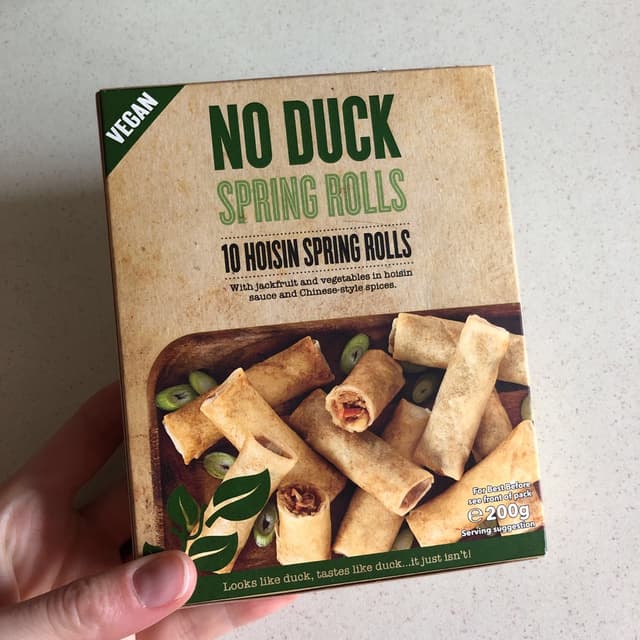 VEGAN
NO DUCK
SPRING ROLLS
10 HOISIN SPRING ROLLS
With jackfruit and vegetables in hoisin
sauce and Chinese-style spices.
For Best Before
see front of pack
℮ 200g
Serving suggestion
Looks like duck, tastes like duck...it just isn't!